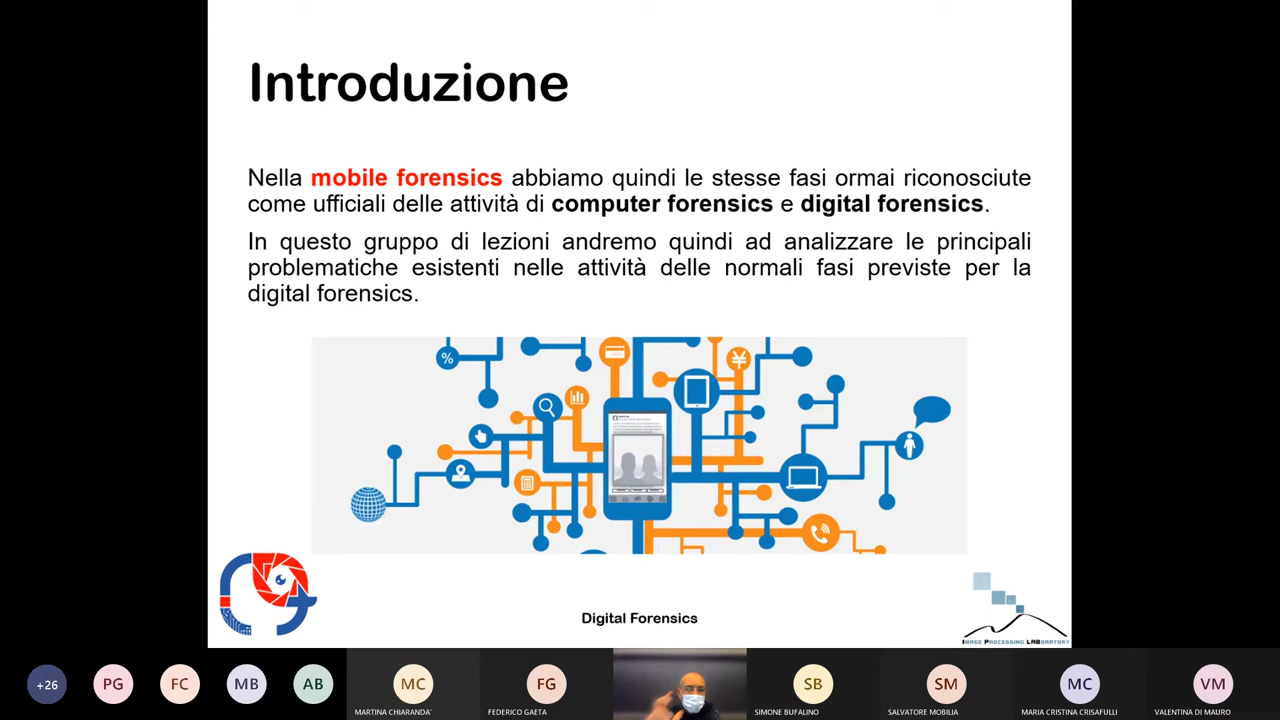 Introduzione
Nella mobile forensics abbiamo quindi le stesse fasi ormai riconosciute
come ufficiali delle attività di computer forensics e digital forensics.
In questo gruppo di lezioni andremo quindi ad analizzare le principali
problematiche esistenti nelle attività delle normali fasi previste per la
digital forensics.
%
¥
Digital Forensics
IMAGE PROCESSING LABORATORY
+26
PG
FC
MB
AB
MC
FG
SB
SM
MC
VM
MARTINA CHIARANDA'
FEDERICO GAETA
SIMONE BUFALINO
SALVATORE MOBILIA
MARIA CRISTINA CRISAFULLI
VALENTINA DI MAURO